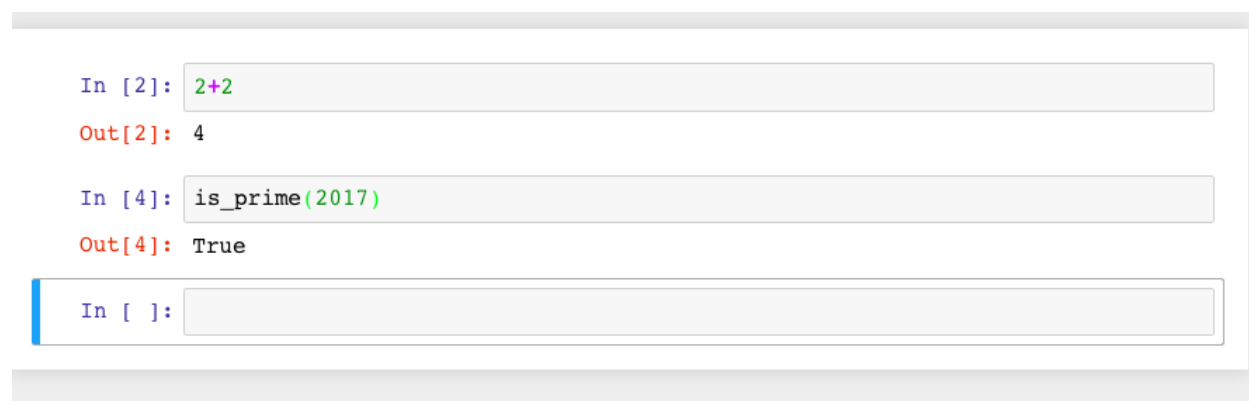 In [2]: 2+2
Out[2]: 4
In [4]: is_prime(2017)
Out[4]: True
In [ ]: